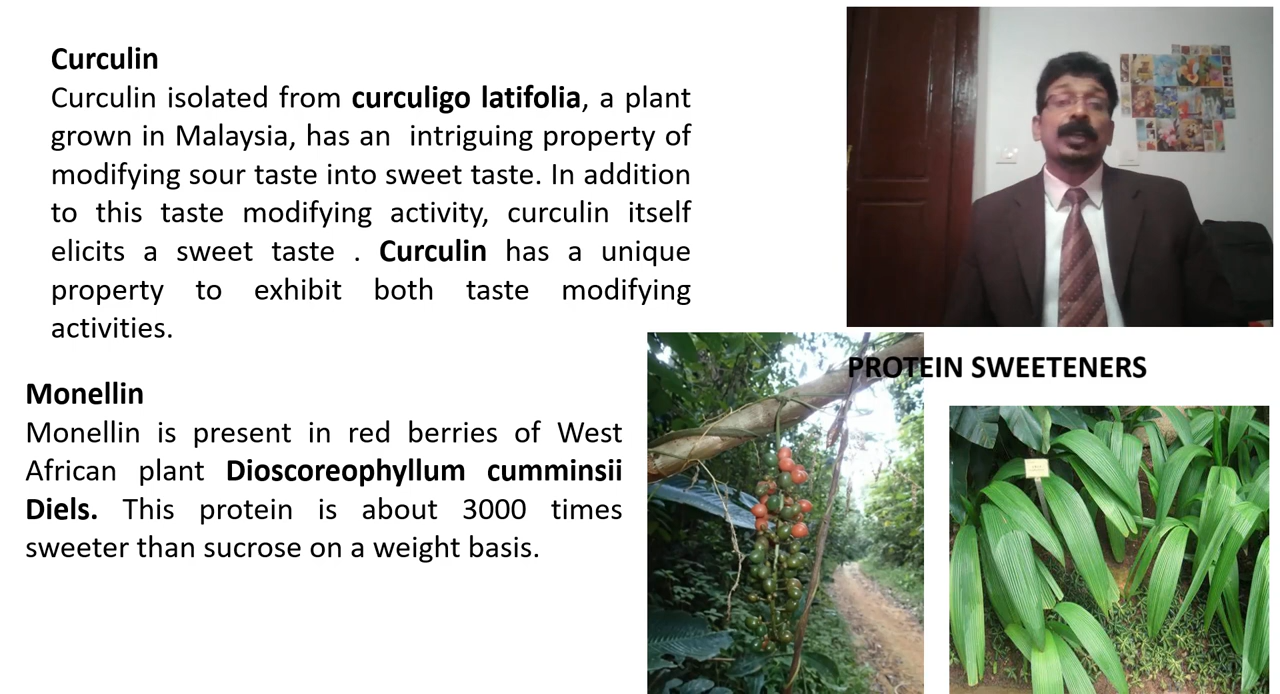 Curculin
Curculin isolated from curculigo latifolia, a plant
grown in Malaysia, has an intriguing property of
modifying sour taste into sweet taste. In addition
to this taste modifying activity, curculin itself
elicits a sweet taste . Curculin has a unique
property to exhibit both taste modifying
activities.
PROTEIN SWEETENERS
Monellin
Monellin is present in red berries of West
African plant Dioscoreophyllum cumminsii
Diels. This protein is about 3000 times
sweeter than sucrose on a weight basis.